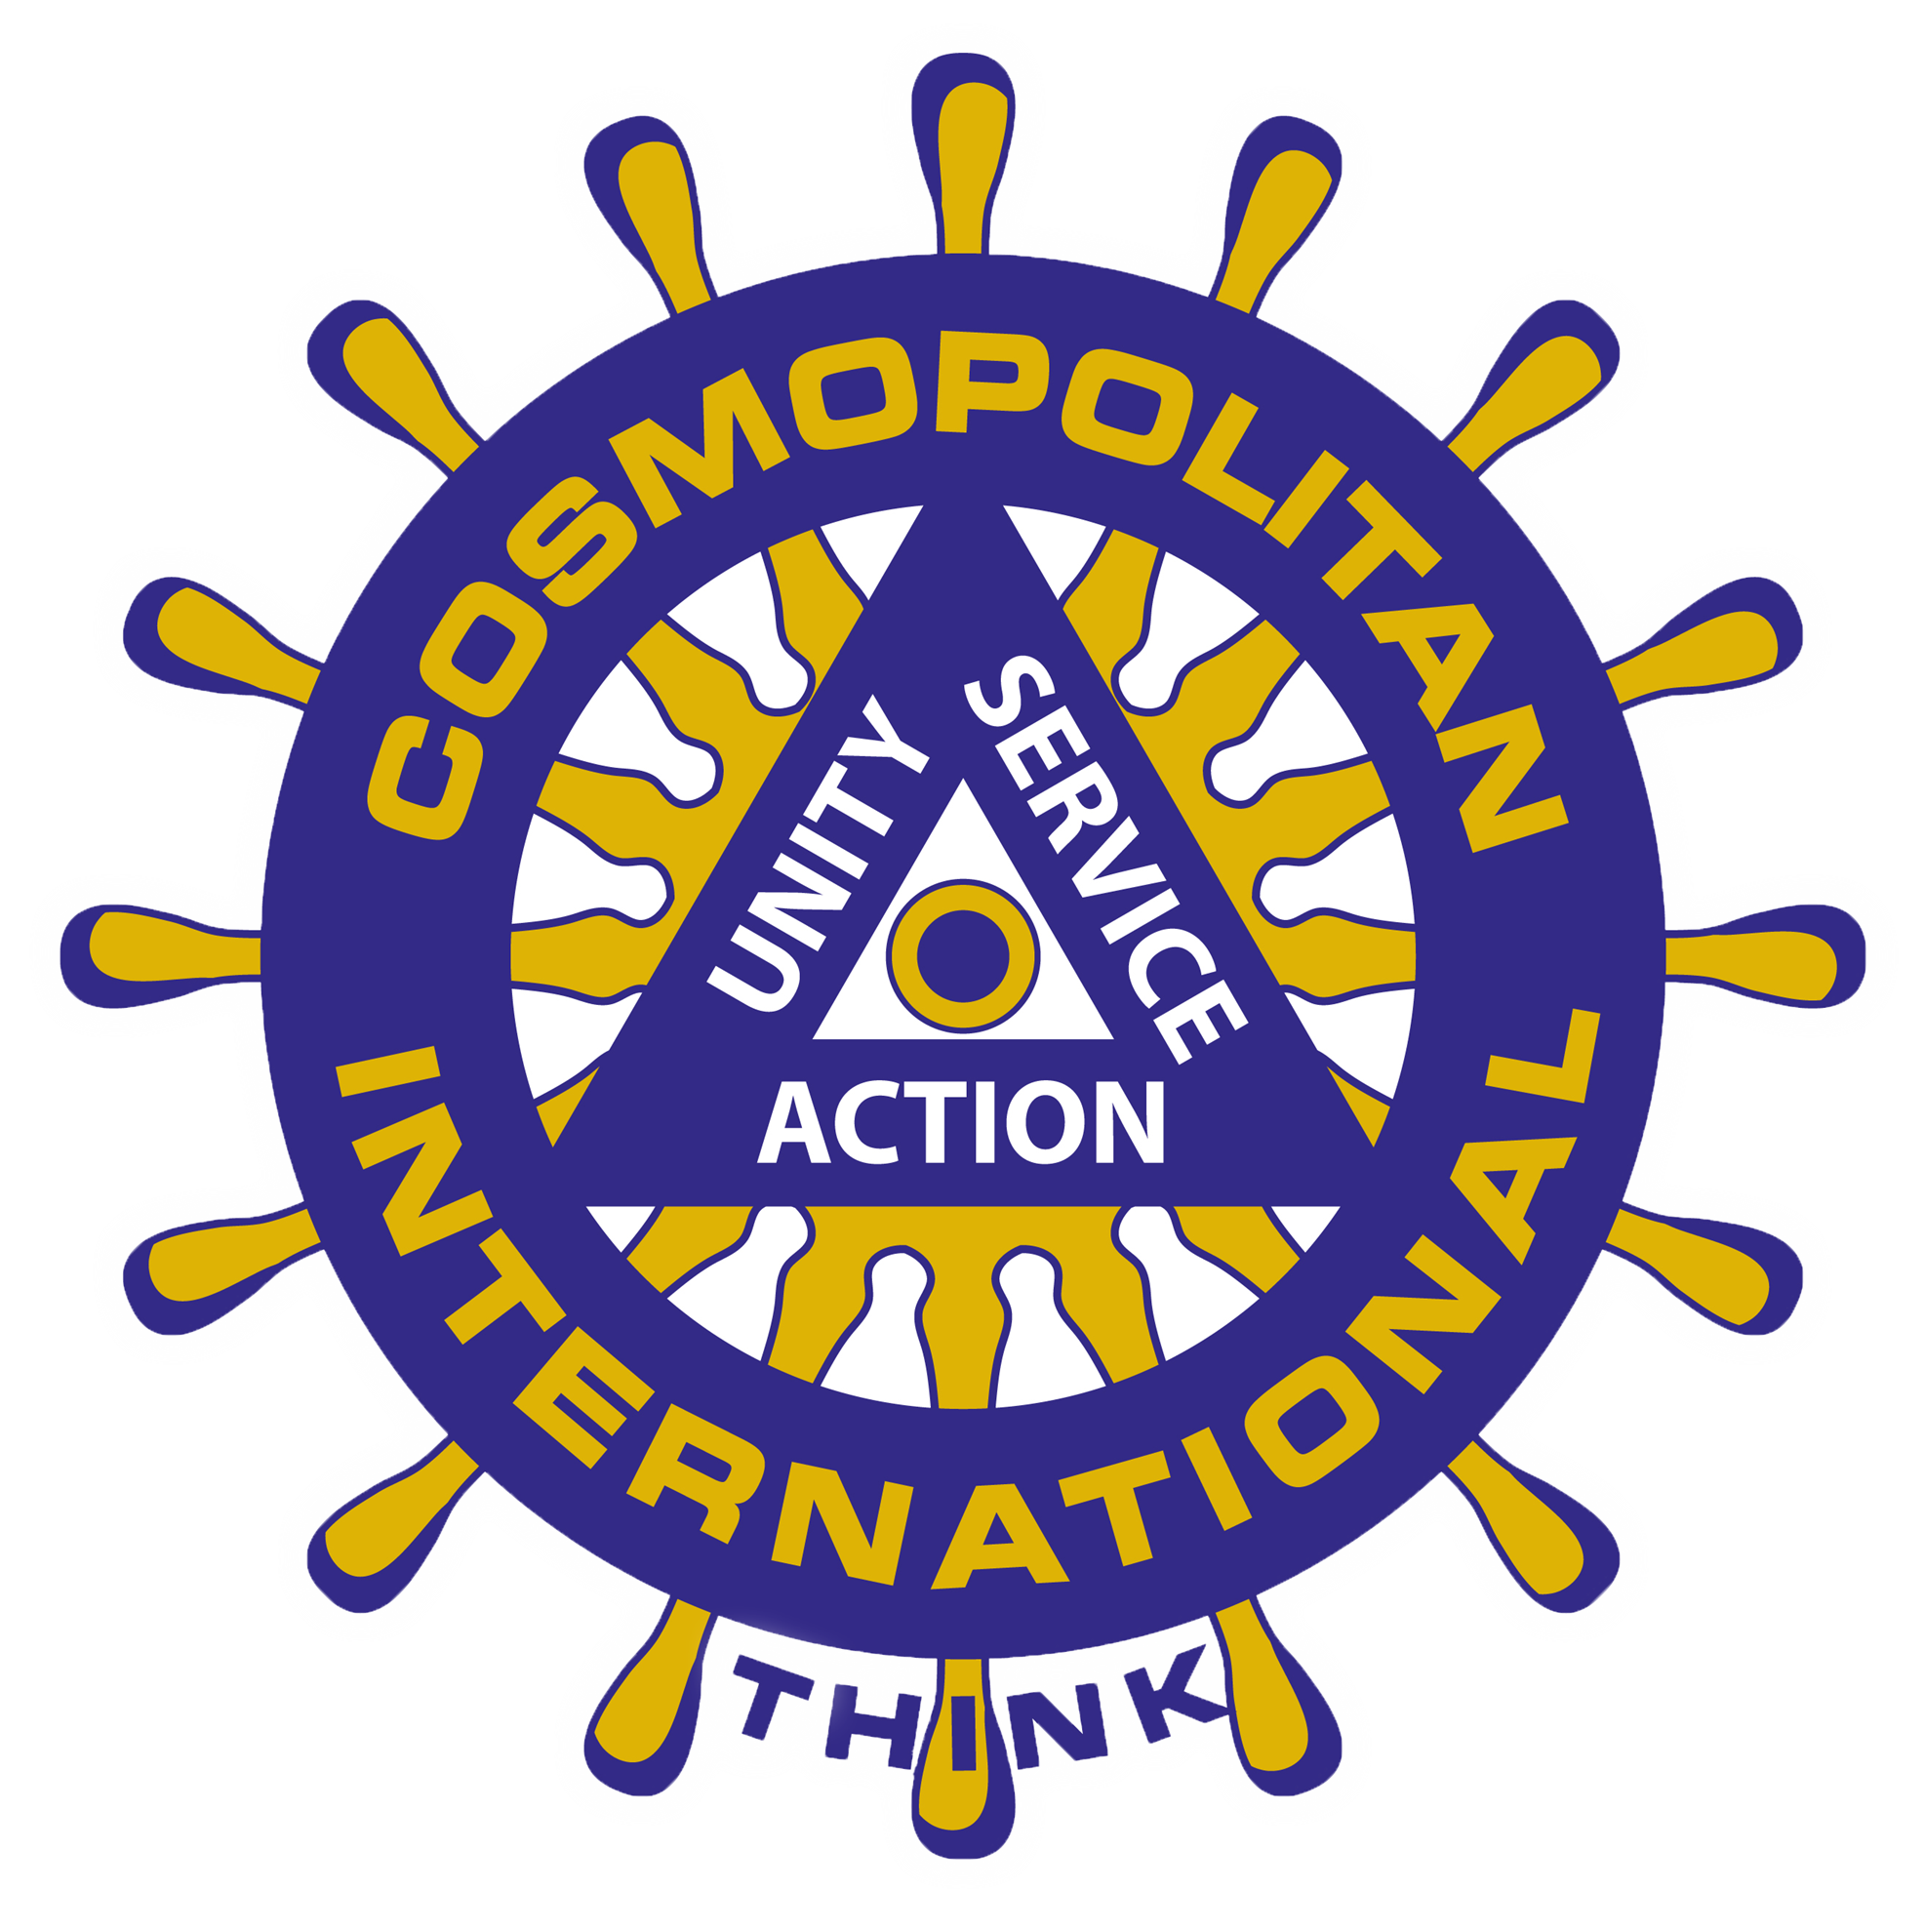 COSMOPOLITAN
INTERNATIONAL
UNITY
SERVICE
ACTION
THINK